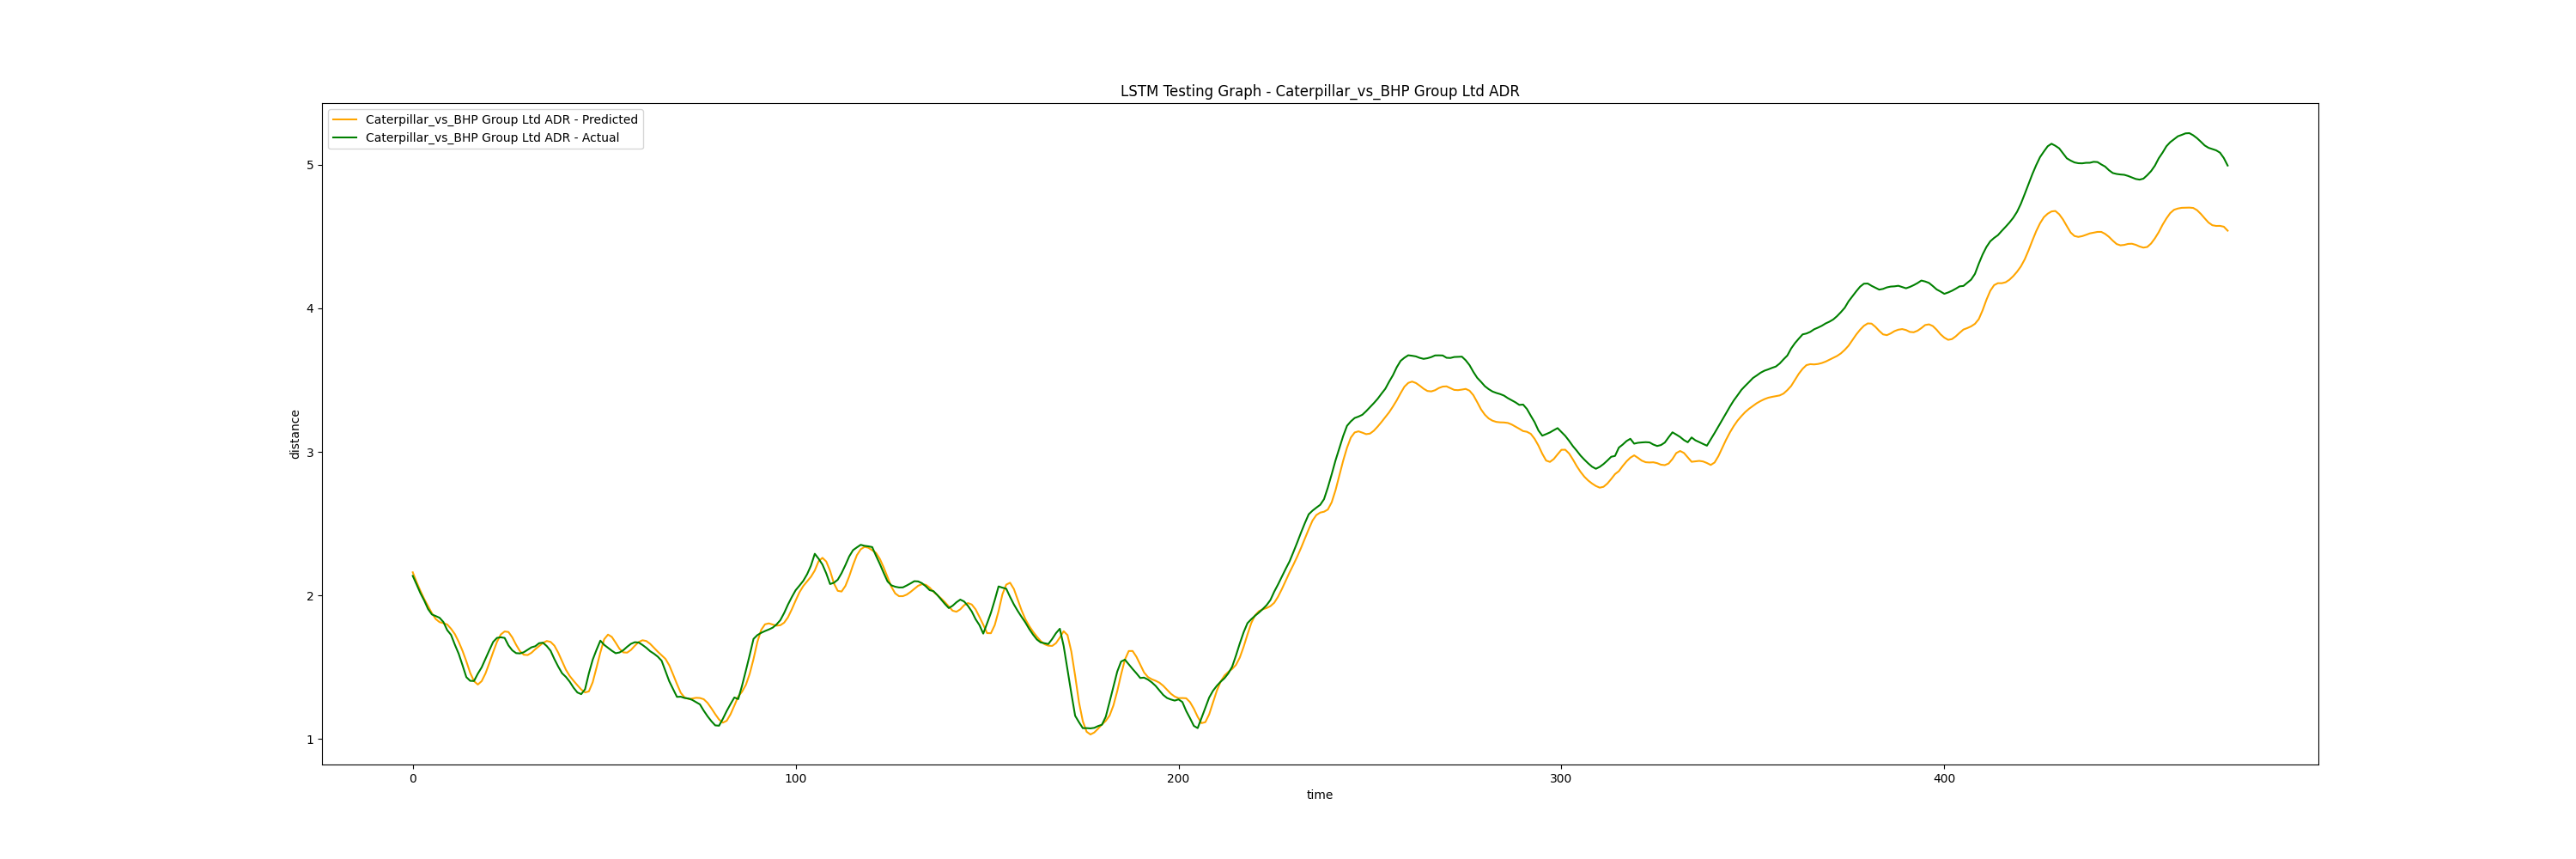 LSTM Testing Graph - Caterpillar_vs_BHP Group Ltd ADR
Caterpillar_vs_BHP Group Ltd ADR - Predicted
Caterpillar_vs_BHP Group Ltd ADR - Actual
5
4
3
2
1
distance
0 100 200 300 400
time